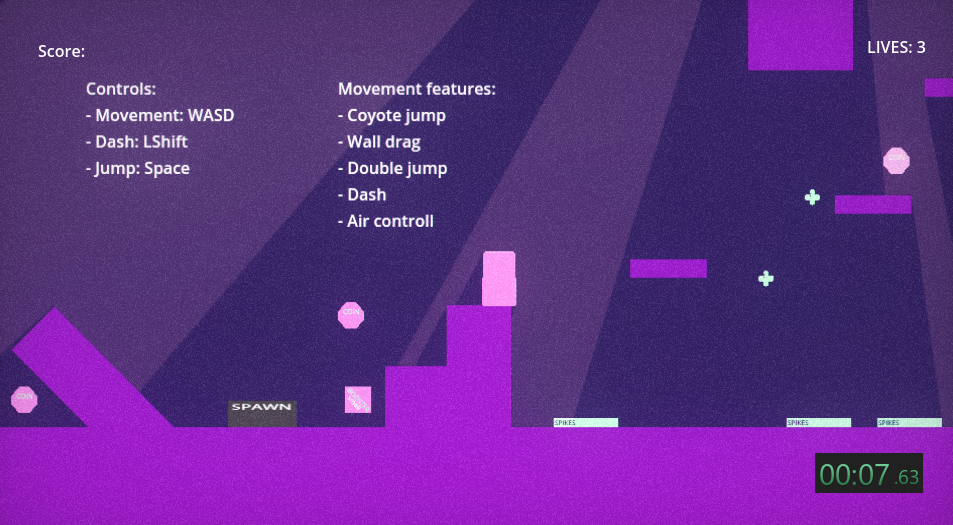 Score:
LIVES: 3
Controls:
- Movement: WASD
- Dash: LShift
- Jump: Space
Movement features:
- Coyote jump
- Wall drag
- Double jump
- Dash
- Air controll
COIN
COIN
COIN
SPAWN
SPIKES
SPIKES
SPIKES
00:07.63